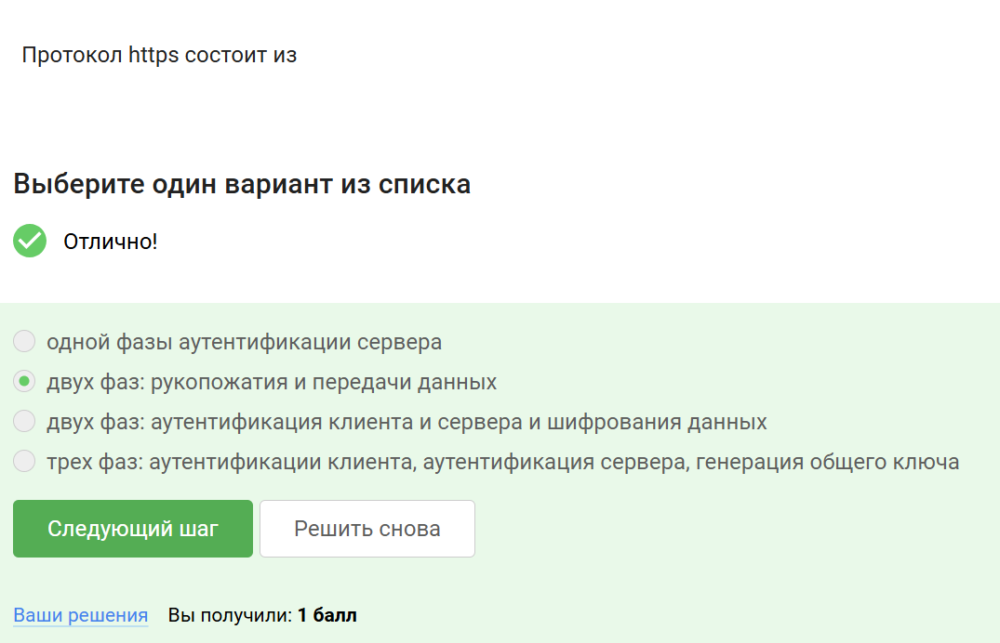 Протокол https состоит из
Выберите один вариант из списка
Отлично!
одной фазы аутентификации сервера
двух фаз: рукопожатия и передачи данных
двух фаз: аутентификация клиента и сервера и шифрования данных
трех фаз: аутентификации клиента, аутентификация сервера, генерация общего ключа
Следующий шаг Решить снова
Ваши решения Вы получили: 1 балл